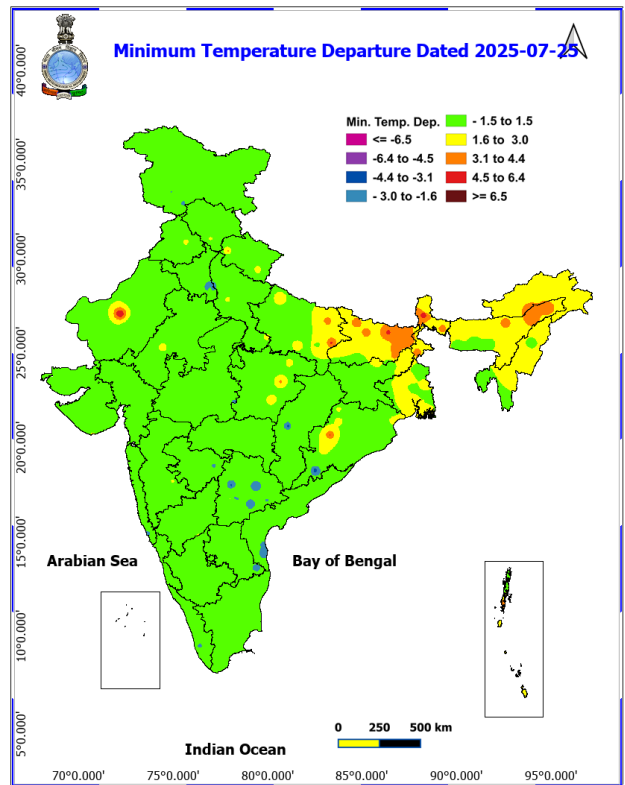 Minimum Temperature Departure Dated 2025-07-25
Min. Temp. Dep.
<= -6.5
-6.4 to -4.5
-4.4 to -3.1
- 3.0 to -1.6
- 1.5 to 1.5
1.6 to 3.0
3.1 to 4.4
4.5 to 6.4
>= 6.5
40°0.000'
35°0.000'
30°0.000'
25°0.000'
20°0.000'
15°0.000'
10°0.000'
5°0.000'
Arabian Sea
Bay of Bengal
Indian Ocean
0 250 500 km
70°0.000' 75°0.000' 80°0.000' 85°0.000' 90°0.000' 95°0.000'